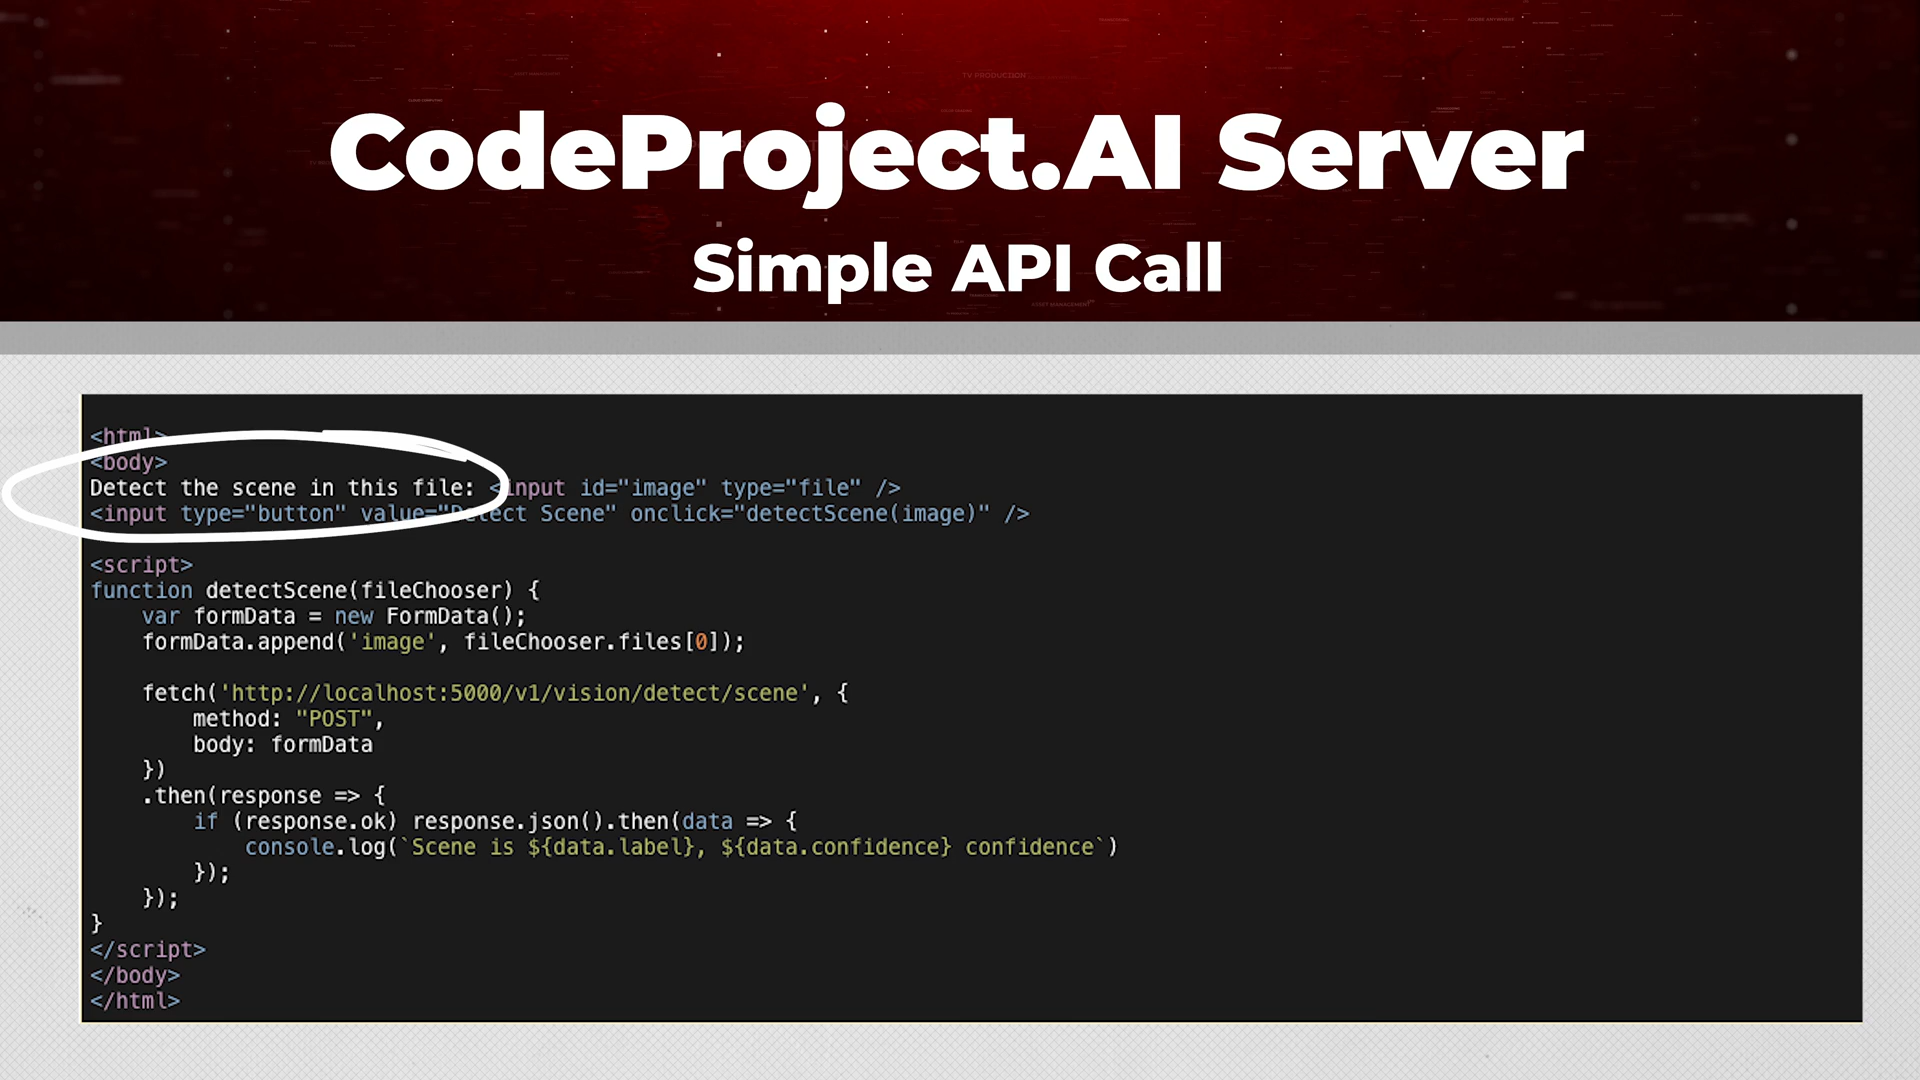 CodeProject.AI Server
Simple API Call
<html>
<body>
Detect the scene in this file: <input id="image" type="file" />
<input type="button" value="Detect Scene" onclick="detectScene(image)" />
<script>
function detectScene(fileChooser) {
    var formData = new FormData();
    formData.append('image', fileChooser.files[0]);
    fetch('http://localhost:5000/v1/vision/detect/scene', {
        method: "POST",
        body: formData
    })
    .then(response => {
        if (response.ok) response.json().then(data => {
            console.log(`Scene is ${data.label}, ${data.confidence} confidence`)
        });
    });
}
</script>
</body>
</html>